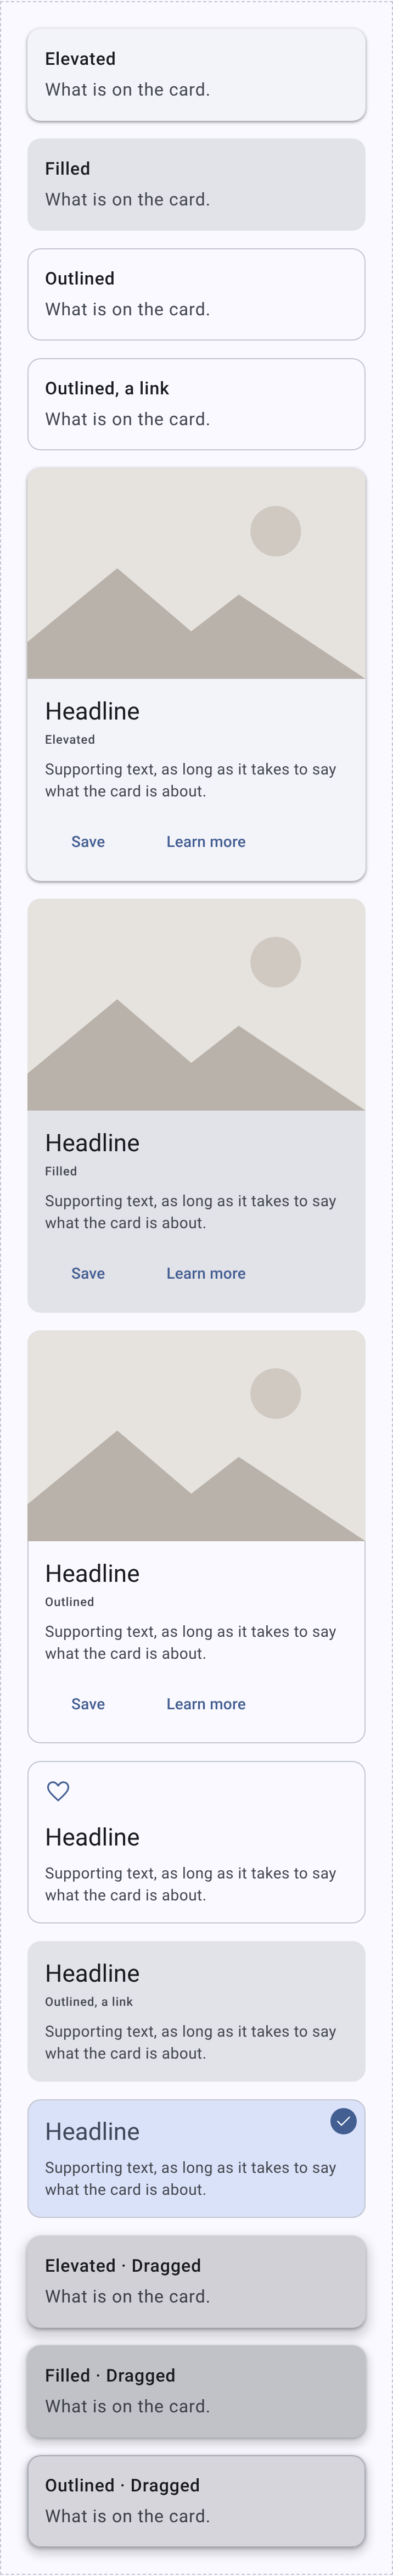 Elevated
What is on the card.
Filled
What is on the card.
Outlined
What is on the card.
Outlined, a link
What is on the card.
Headline
Elevated
Supporting text, as long as it takes to say
what the card is about.
Save Learn more
Headline
Filled
Supporting text, as long as it takes to say
what the card is about.
Save Learn more
Headline
Outlined
Supporting text, as long as it takes to say
what the card is about.
Save Learn more
Headline
Supporting text, as long as it takes to say
what the card is about.
Headline
Outlined, a link
Supporting text, as long as it takes to say
what the card is about.
Headline
Supporting text, as long as it takes to say
what the card is about.
Elevated · Dragged
What is on the card.
Filled · Dragged
What is on the card.
Outlined · Dragged
What is on the card.